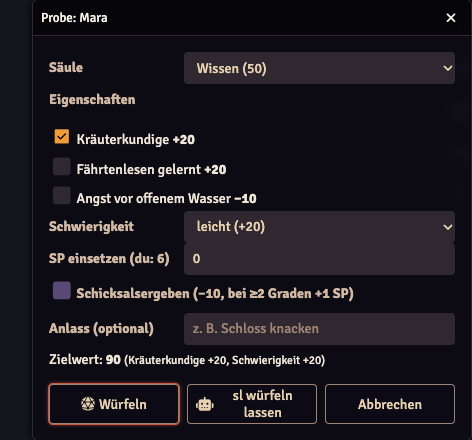 Probe: Mara ×
Säule Wissen (50)
Eigenschaften
Kräuterkundige +20
Fährtenlesen gelernt +20
Angst vor offenem Wasser −10
Schwierigkeit leicht (+20)
SP einsetzen (du: 6) 0
Schicksalsergeben (−10, bei ≥2 Graden +1 SP)
Anlass (optional) z. B. Schloss knacken
Zielwert: 90 (Kräuterkundige +20, Schwierigkeit +20)
Würfeln
sl würfeln
lassen
Abbrechen